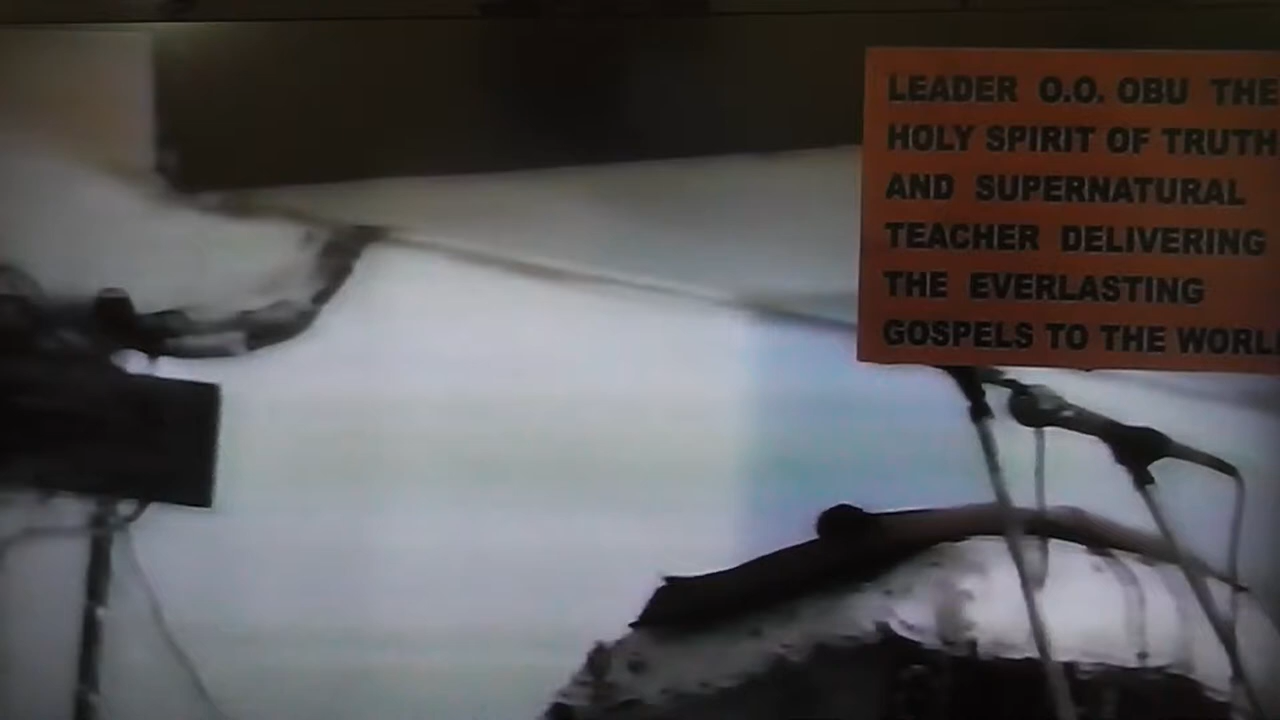 LEADER O.O. OBU THE
HOLY SPIRIT OF TRUTH
AND SUPERNATURAL
TEACHER DELIVERING
THE EVERLASTING
GOSPELS TO THE WORL